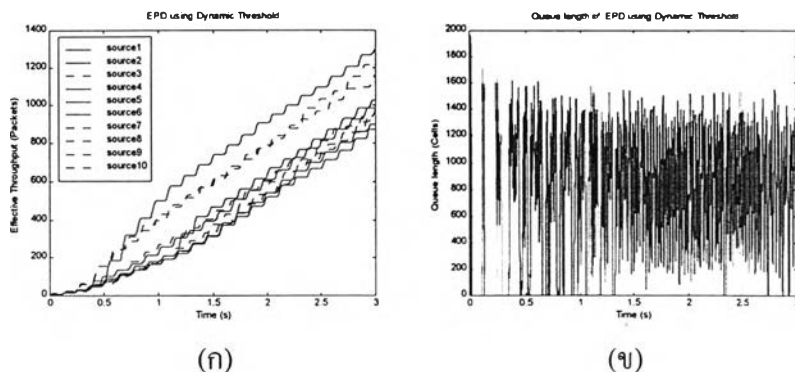 EPD using Dynamic Threshold
1400
1200
1000
800
600
400
200
0
Effective Throughput (Packets)
source1
source2
source3
source4
source5
source6
source7
source8
source9
source10
0
0.5
1
1.5
2
2.5
3
Time (s)
(ก)
Queue length of EPD using Dynamic Threshold
2000
1800
1600
1400
1200
1000
800
600
400
200
0
Queue length (Cells)
0
0.5
1
1.5
2
2.5
Time (s)
(ข)